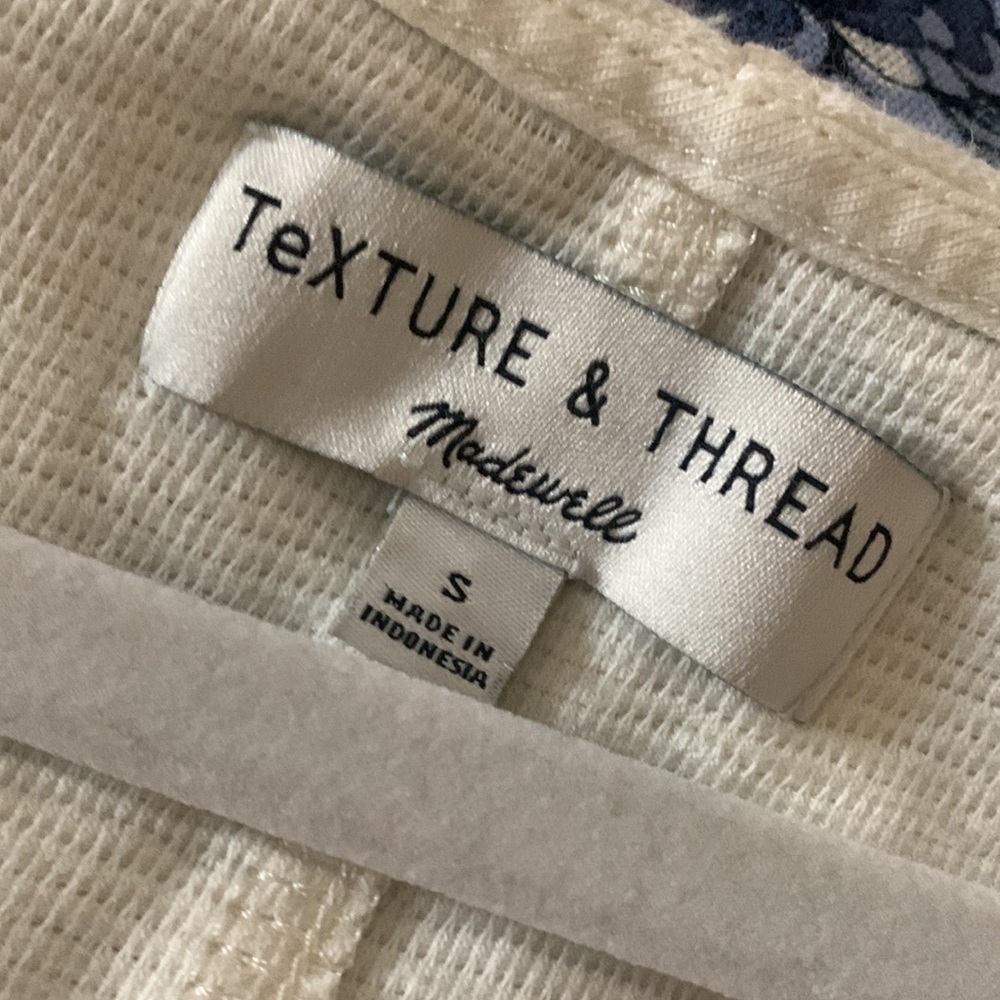 TeXTURE & THREAD
Madewell
S
MADE IN
INDONESIA